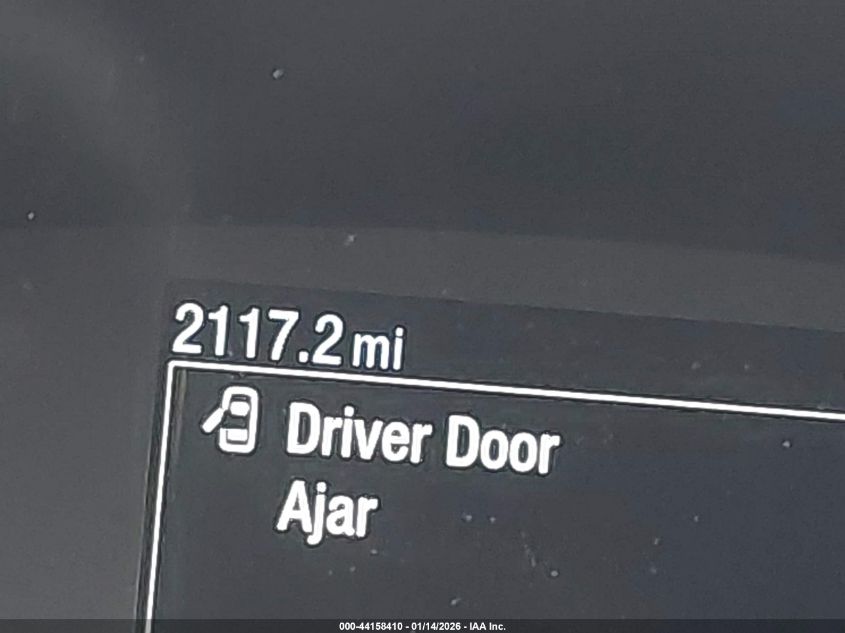 2117.2 mi
Driver Door
Ajar
000-44158410 - 01/14/2026 - IAA Inc.